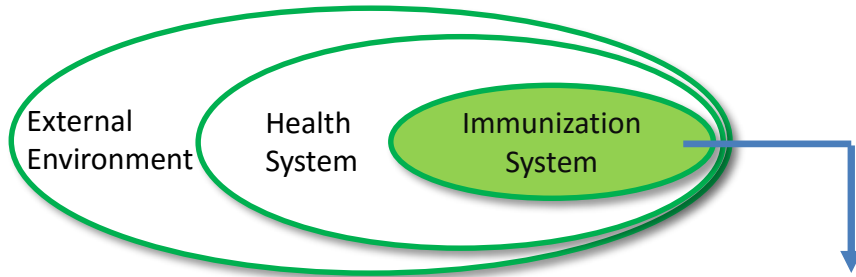 External
Environment
Health
System
Immunization
System